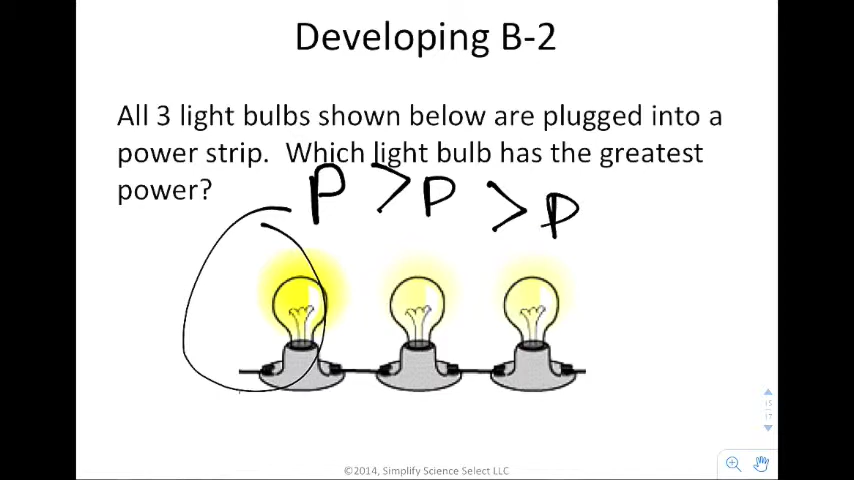 Developing B-2
All 3 light bulbs shown below are plugged into a
power strip. Which light bulb has the greatest
power?
P > P > P
©2014, Simplify Science Select LLC